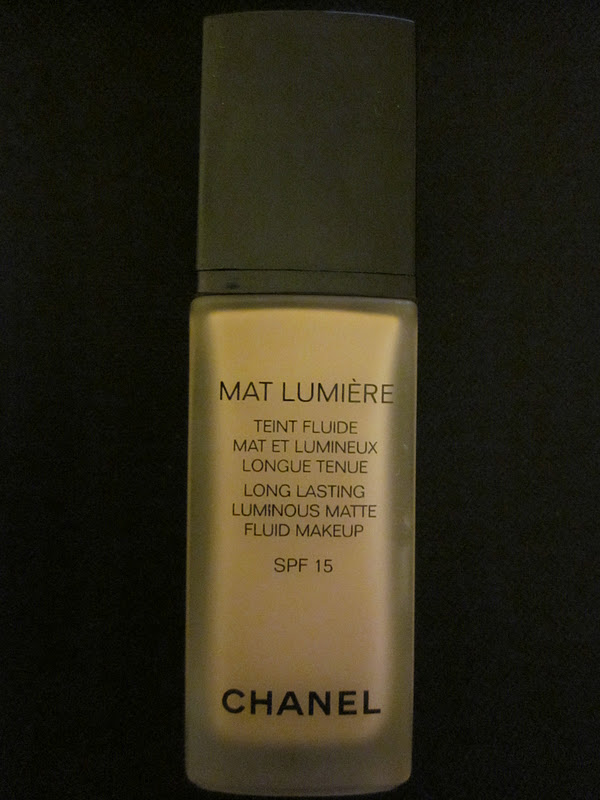 MAT LUMIÈRE
TEINT FLUIDE
MAT ET LUMINEUX
LONGUE TENUE
LONG LASTING
LUMINOUS MATTE
FLUID MAKEUP
SPF 15
CHANEL